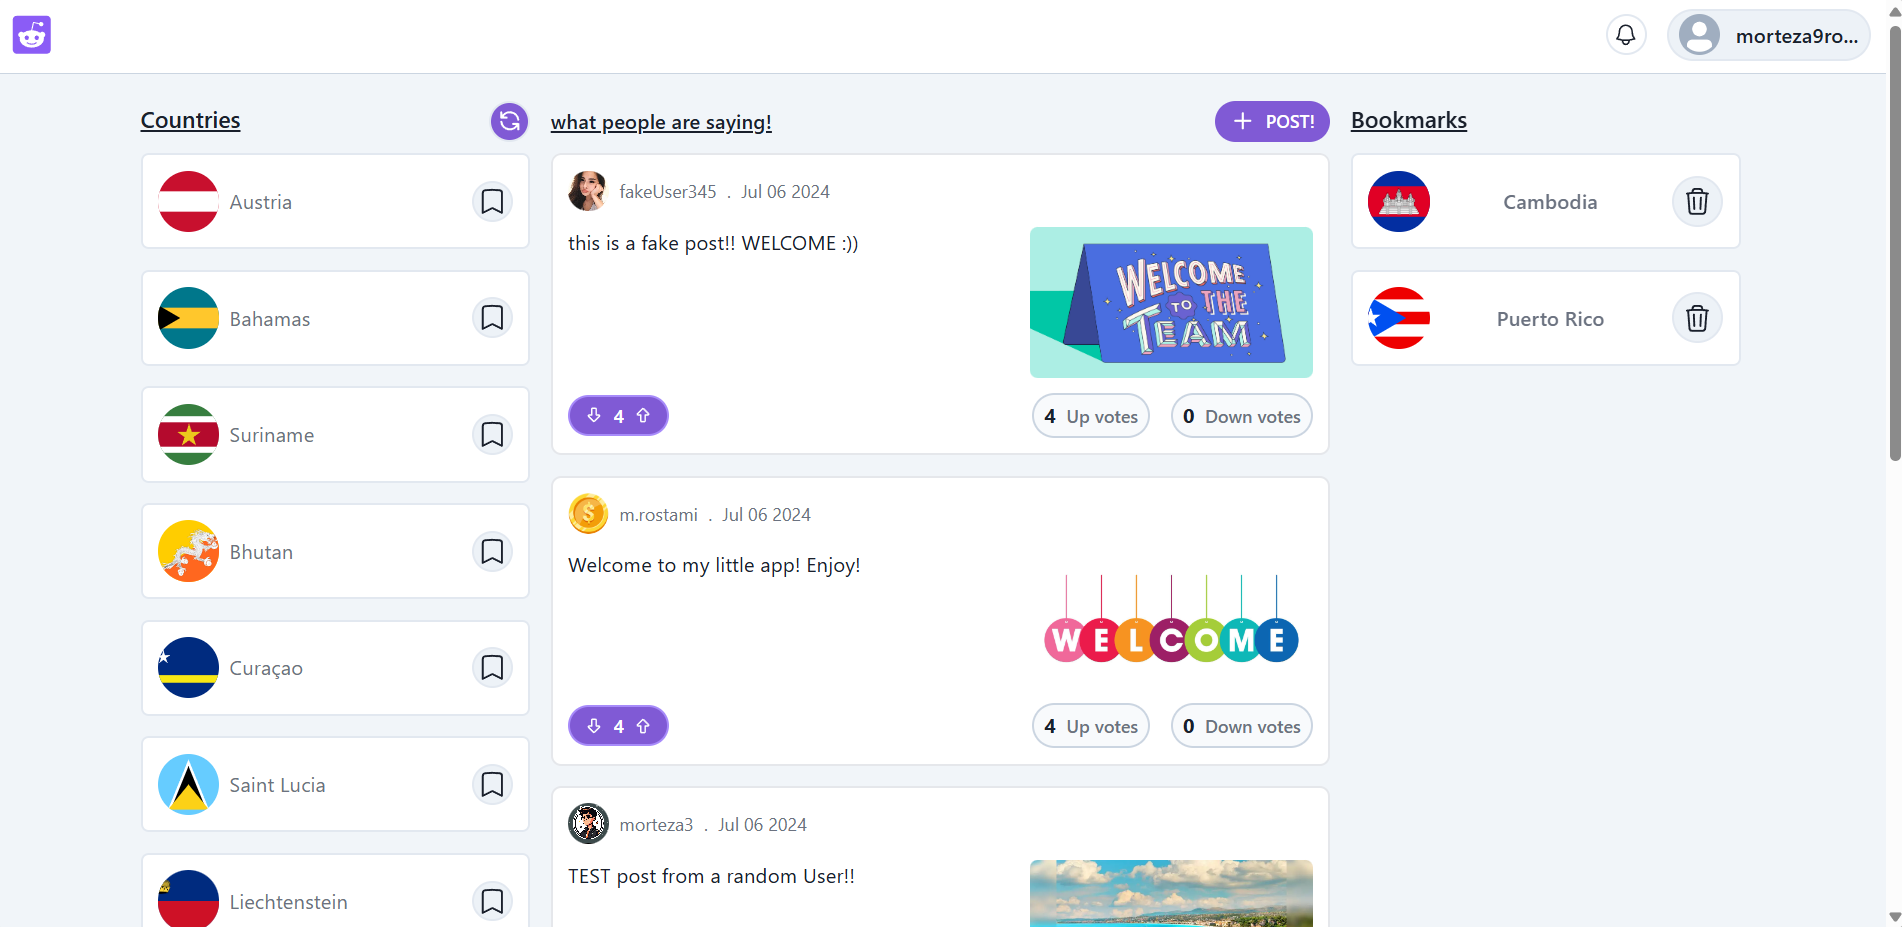 morteza9ro...
Countries
Austria
Bahamas
Suriname
Bhutan
Curaçao
Saint Lucia
Liechtenstein
what people are saying!
POST!
fakeUser345 . Jul 06 2024
this is a fake post!! WELCOME :))
WELCOME
TO THE
TEAM
4
4 Up votes
0 Down votes
m.rostami . Jul 06 2024
Welcome to my little app! Enjoy!
WELCOME
4
4 Up votes
0 Down votes
morteza3 . Jul 06 2024
TEST post from a random User!!
Bookmarks
Cambodia
Puerto Rico